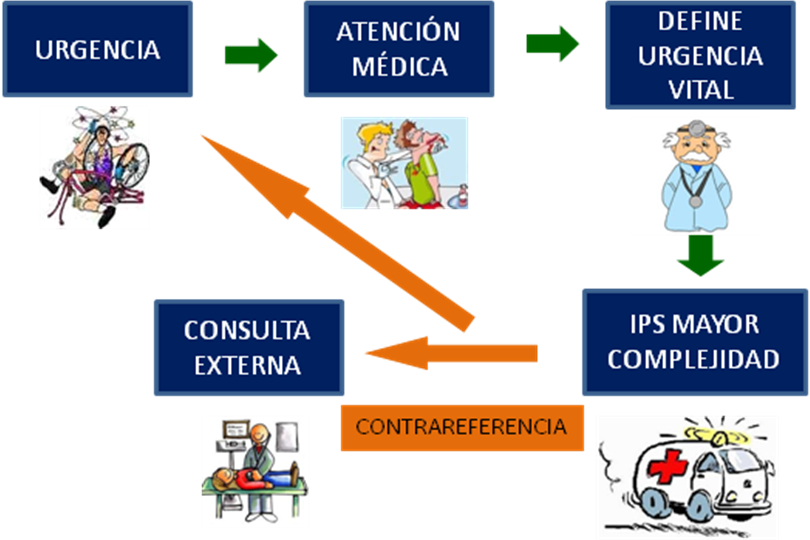 URGENCIA
ATENCIÓN
MÉDICA
DEFINE
URGENCIA
VITAL
CONSULTA
EXTERNA
IPS MAYOR
COMPLEJIDAD
CONTRAREFERENCIA